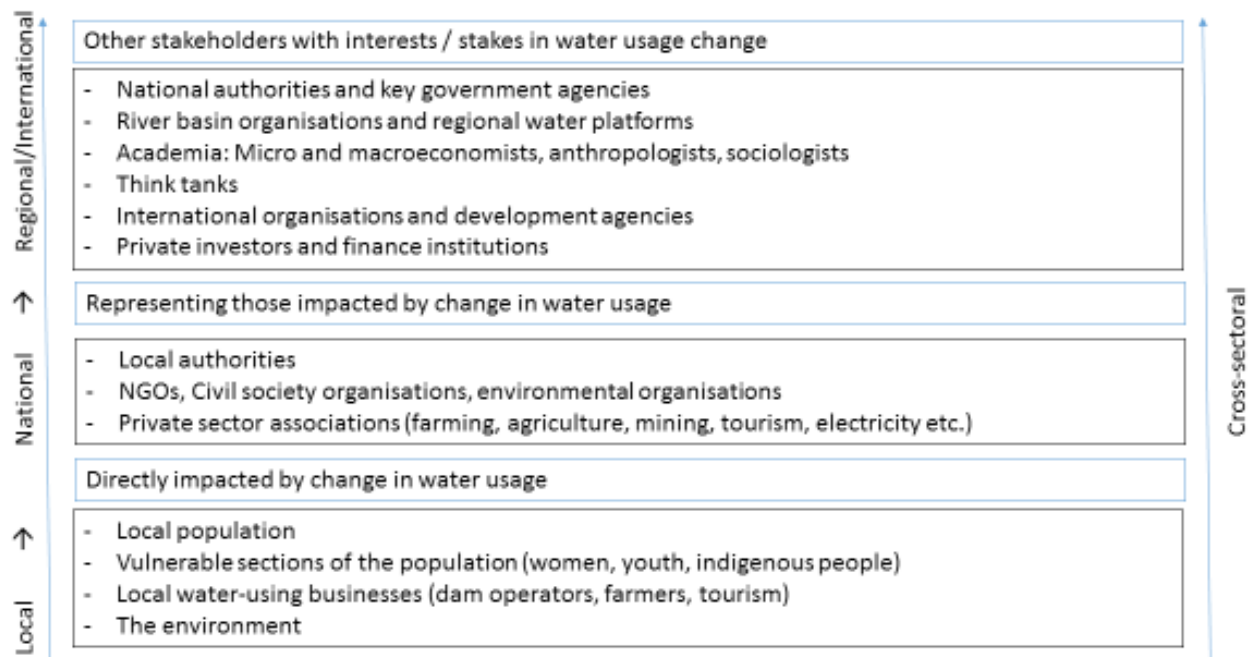 Other stakeholders with interests / stakes in water usage change
- National authorities and key government agencies
- River basin organisations and regional water platforms
- Academia: Micro and macroeconomists, anthropologists, sociologists
- Think tanks
- International organisations and development agencies
- Private investors and finance institutions
Representing those impacted by change in water usage
- Local authorities
- NGOs, Civil society organisations, environmental organisations
- Private sector associations (farming, agriculture, mining, tourism, electricity etc.)
Directly impacted by change in water usage
- Local population
- Vulnerable sections of the population (women, youth, indigenous people)
- Local water-using businesses (dam operators, farmers, tourism)
- The environment
Local → National → Regional/International
Cross-sectoral